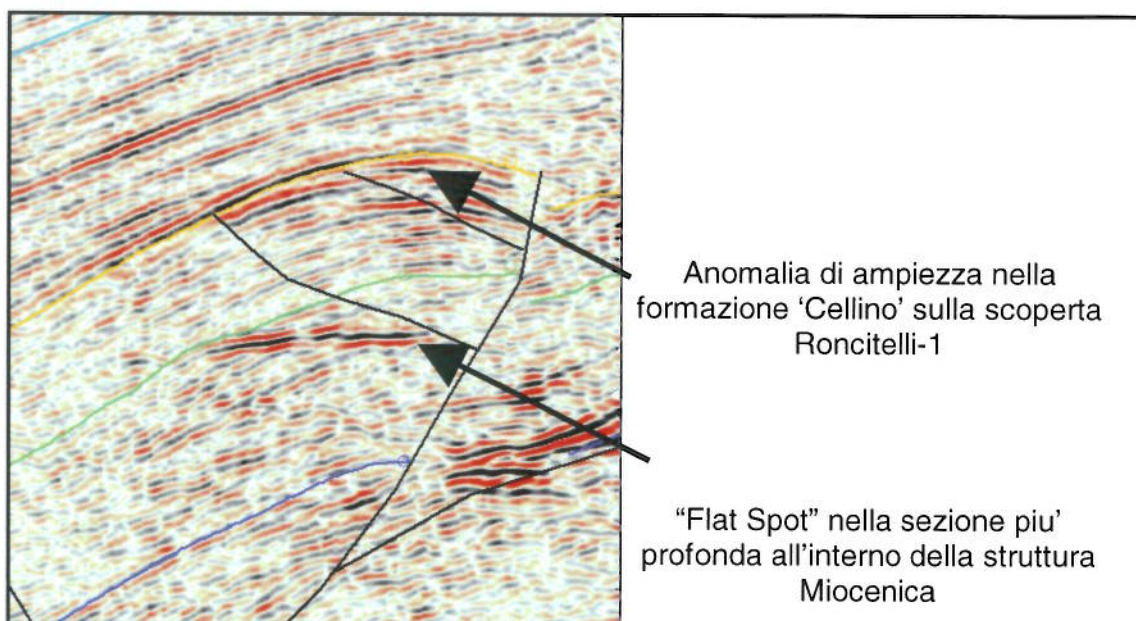 Anomalia di ampiezza nella
formazione ‘Cellino’ sulla scoperta
Roncitelli-1
“Flat Spot” nella sezione piu’
profonda all’interno della struttura
Miocenica